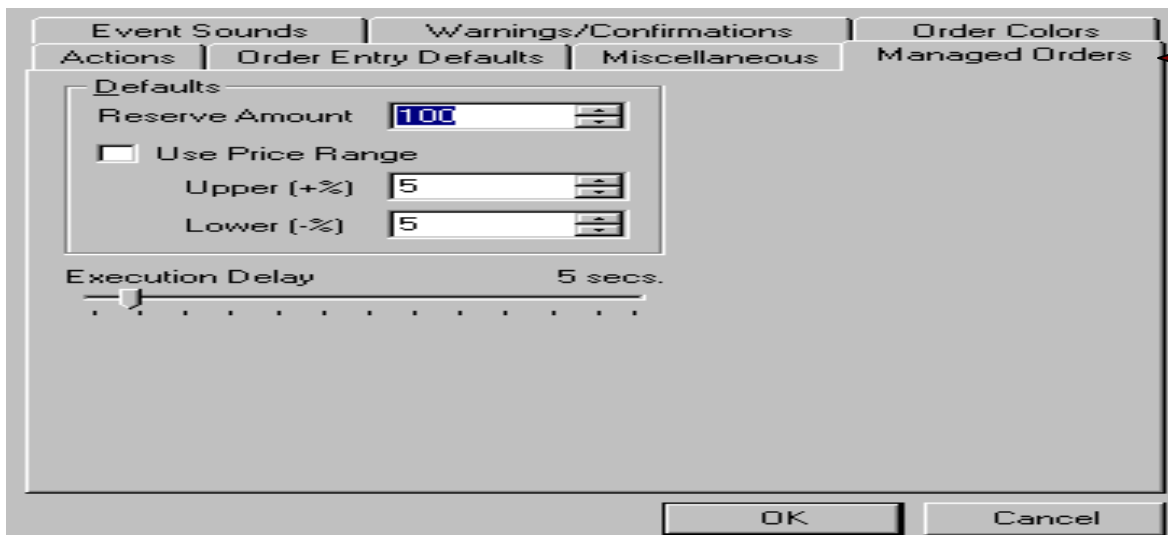 Event Sounds Warnings/Confirmations Order Colors
Actions Order Entry Defaults Miscellaneous Managed Orders
Defaults
Reserve Amount 100
Use Price Range
Upper (+%) 5
Lower (-%) 5
Execution Delay 5 secs.
OK Cancel